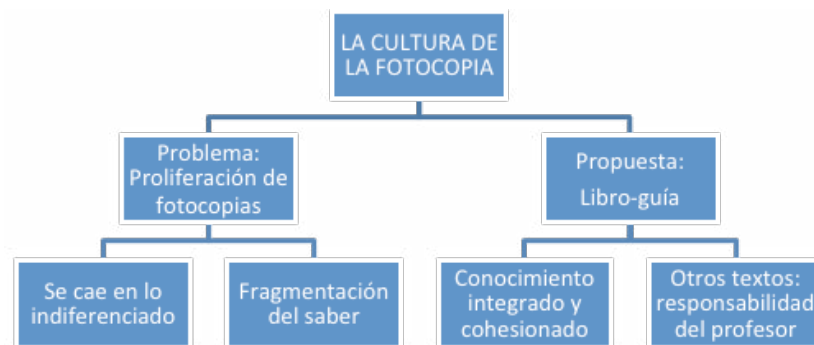 LA CULTURA DE
LA FOTOCOPIA
Problema:
Proliferación de
fotocopias
Propuesta:
Libro-guía
Se cae en lo
indiferenciado
Fragmentación
del saber
Conocimiento
integrado y
cohesionado
Otros textos:
responsabilidad
del profesor